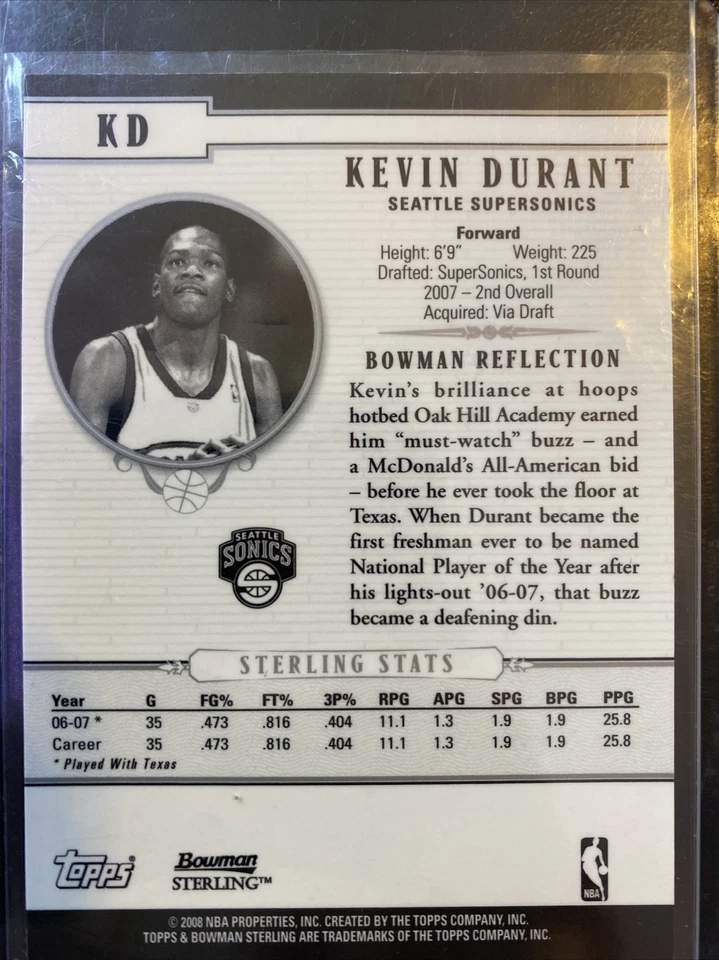 KD
KEVIN DURANT
SEATTLE SUPERSONICS
Forward
Height: 6'9" Weight: 225
Drafted: SuperSonics, 1st Round
2007 – 2nd Overall
Acquired: Via Draft
BOWMAN REFLECTION
Kevin's brilliance at hoops
hotbed Oak Hill Academy earned
him “must-watch” buzz – and
a McDonald's All-American bid
– before he ever took the floor at
Texas. When Durant became the
first freshman ever to be named
National Player of the Year after
his lights-out '06-07, that buzz
became a deafening din.
SEATTLE
SONICS
STERLING STATS
Year G FG% FT% 3P% RPG APG SPG BPG PPG
06-07 * 35 .473 .816 .404 11.1 1.3 1.9 1.9 25.8
Career 35 .473 .816 .404 11.1 1.3 1.9 1.9 25.8
* Played With Texas
topps®
Bowman
STERLING™
NBA
© 2008 NBA PROPERTIES, INC. CREATED BY THE TOPPS COMPANY, INC.
TOPPS & BOWMAN STERLING ARE TRADEMARKS OF THE TOPPS COMPANY, INC.